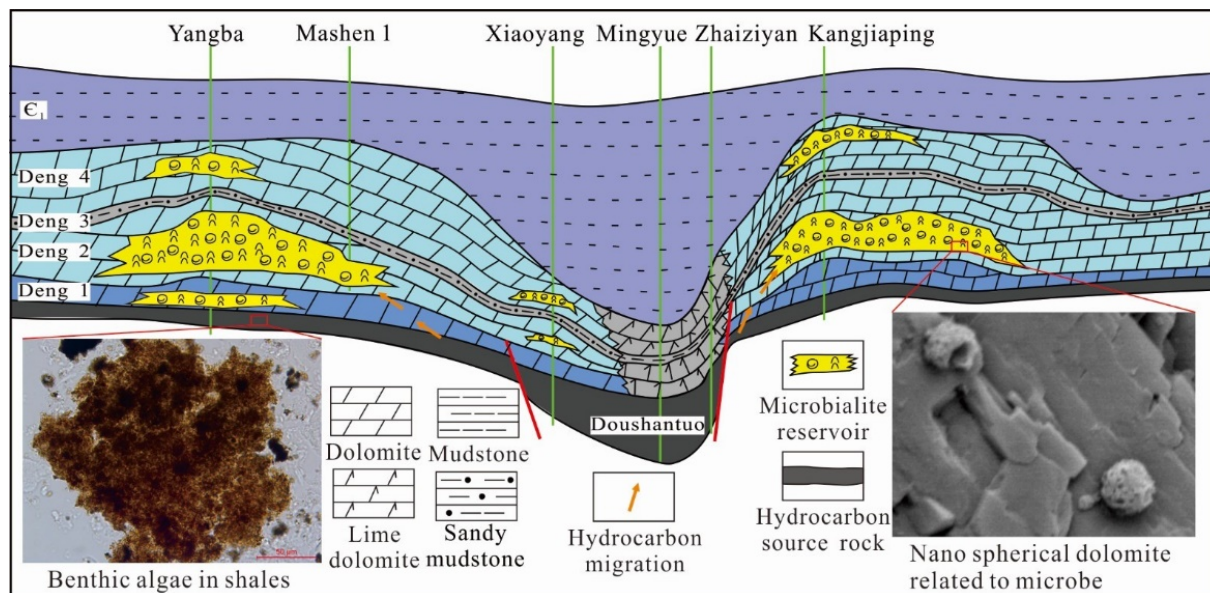 Yangba Mashen 1 Xiaoyang Mingyue Zhaiziyan Kangjiaping
Є₁
Deng 4
Deng 3
Deng 2
Deng 1
Doushantuo
50 μm
Benthic algae in shales
Dolomite
Mudstone
Lime
dolomite
Sandy
mudstone
Hydrocarbon
migration
Microbialite
reservoir
Hydrocarbon
source rock
Nano spherical dolomite
related to microbe